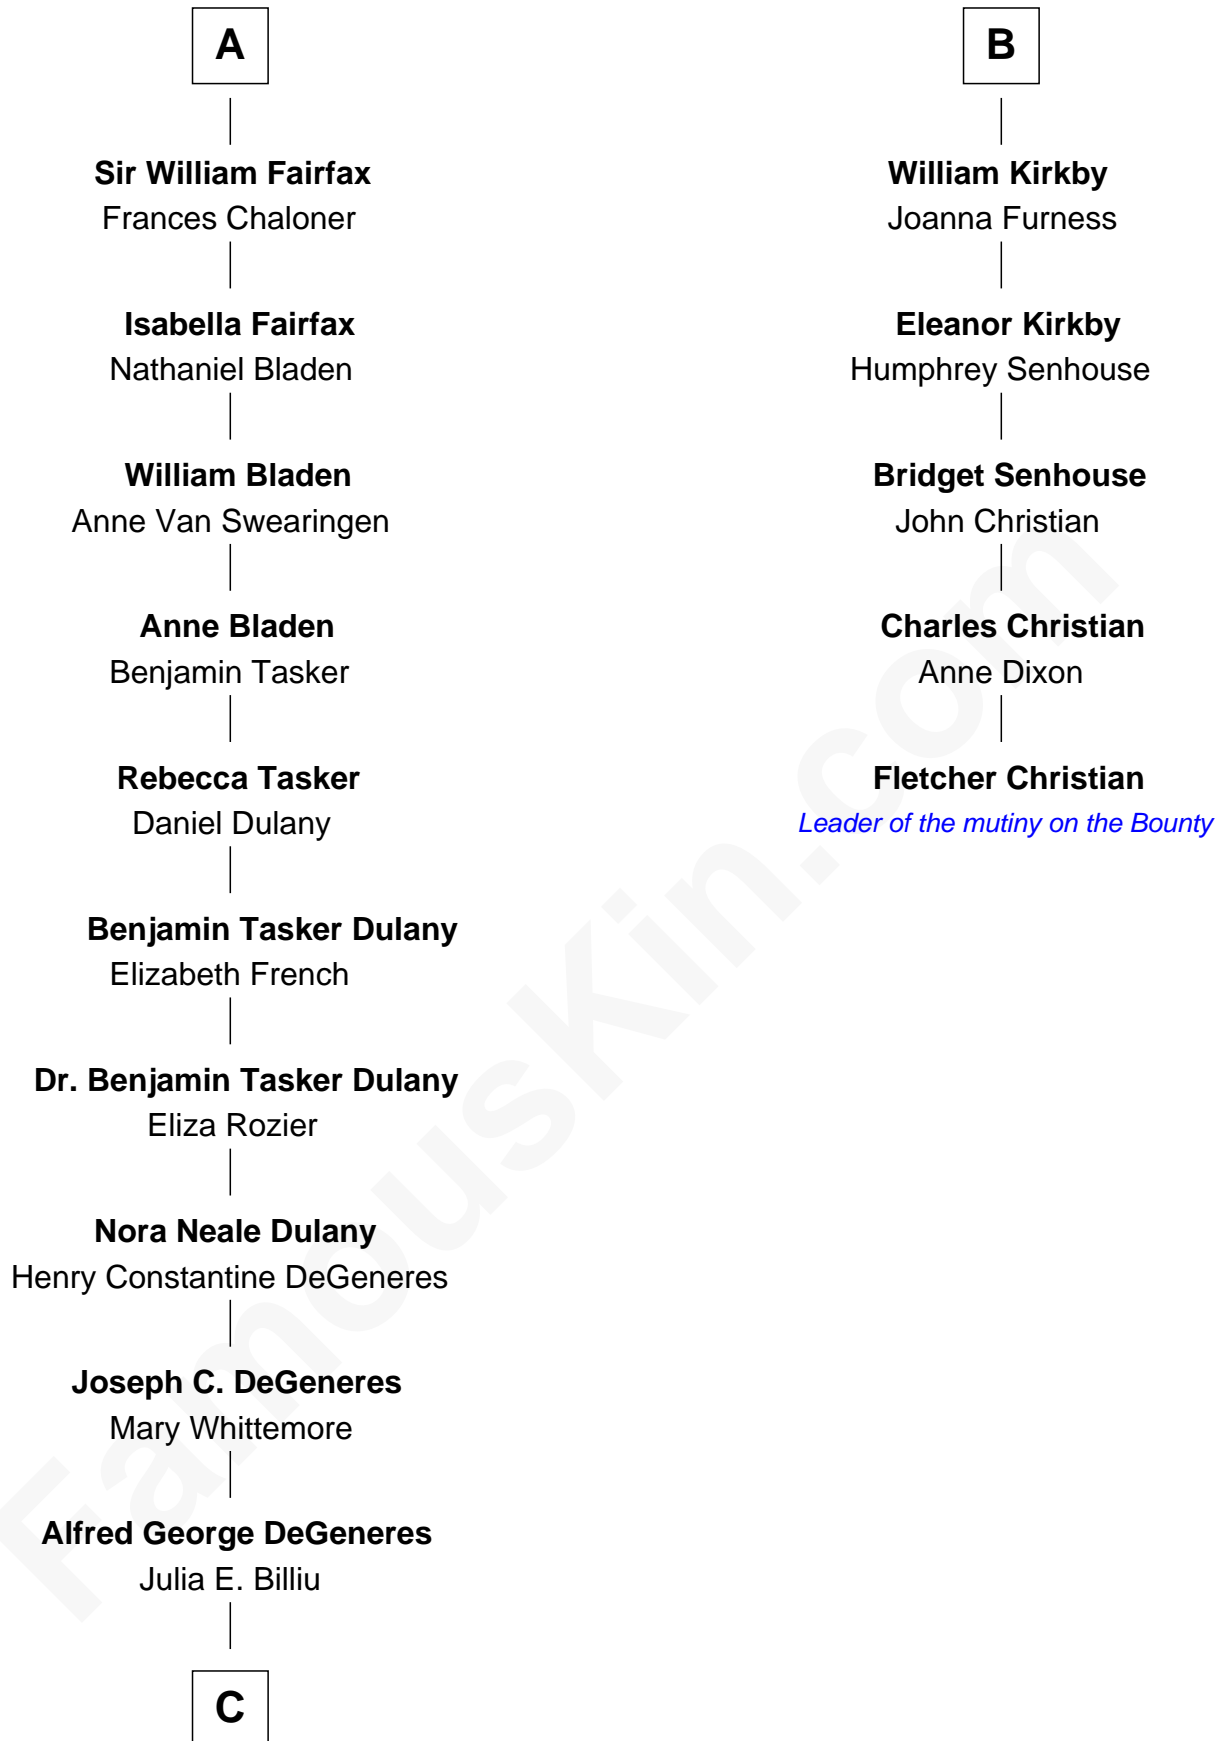 A
Sir William Fairfax
Frances Chaloner
Isabella Fairfax
Nathaniel Bladen
William Bladen
Anne Van Swearingen
Anne Bladen
Benjamin Tasker
Rebecca Tasker
Daniel Dulany
Benjamin Tasker Dulany
Elizabeth French
Dr. Benjamin Tasker Dulany
Eliza Rozier
Nora Neale Dulany
Henry Constantine DeGeneres
Joseph C. DeGeneres
Mary Whittemore
Alfred George DeGeneres
Julia E. Billiu
C
B
William Kirkby
Joanna Furness
Eleanor Kirkby
Humphrey Senhouse
Bridget Senhouse
John Christian
Charles Christian
Anne Dixon
Fletcher Christian
Leader of the mutiny on the Bounty
FamousKin.com